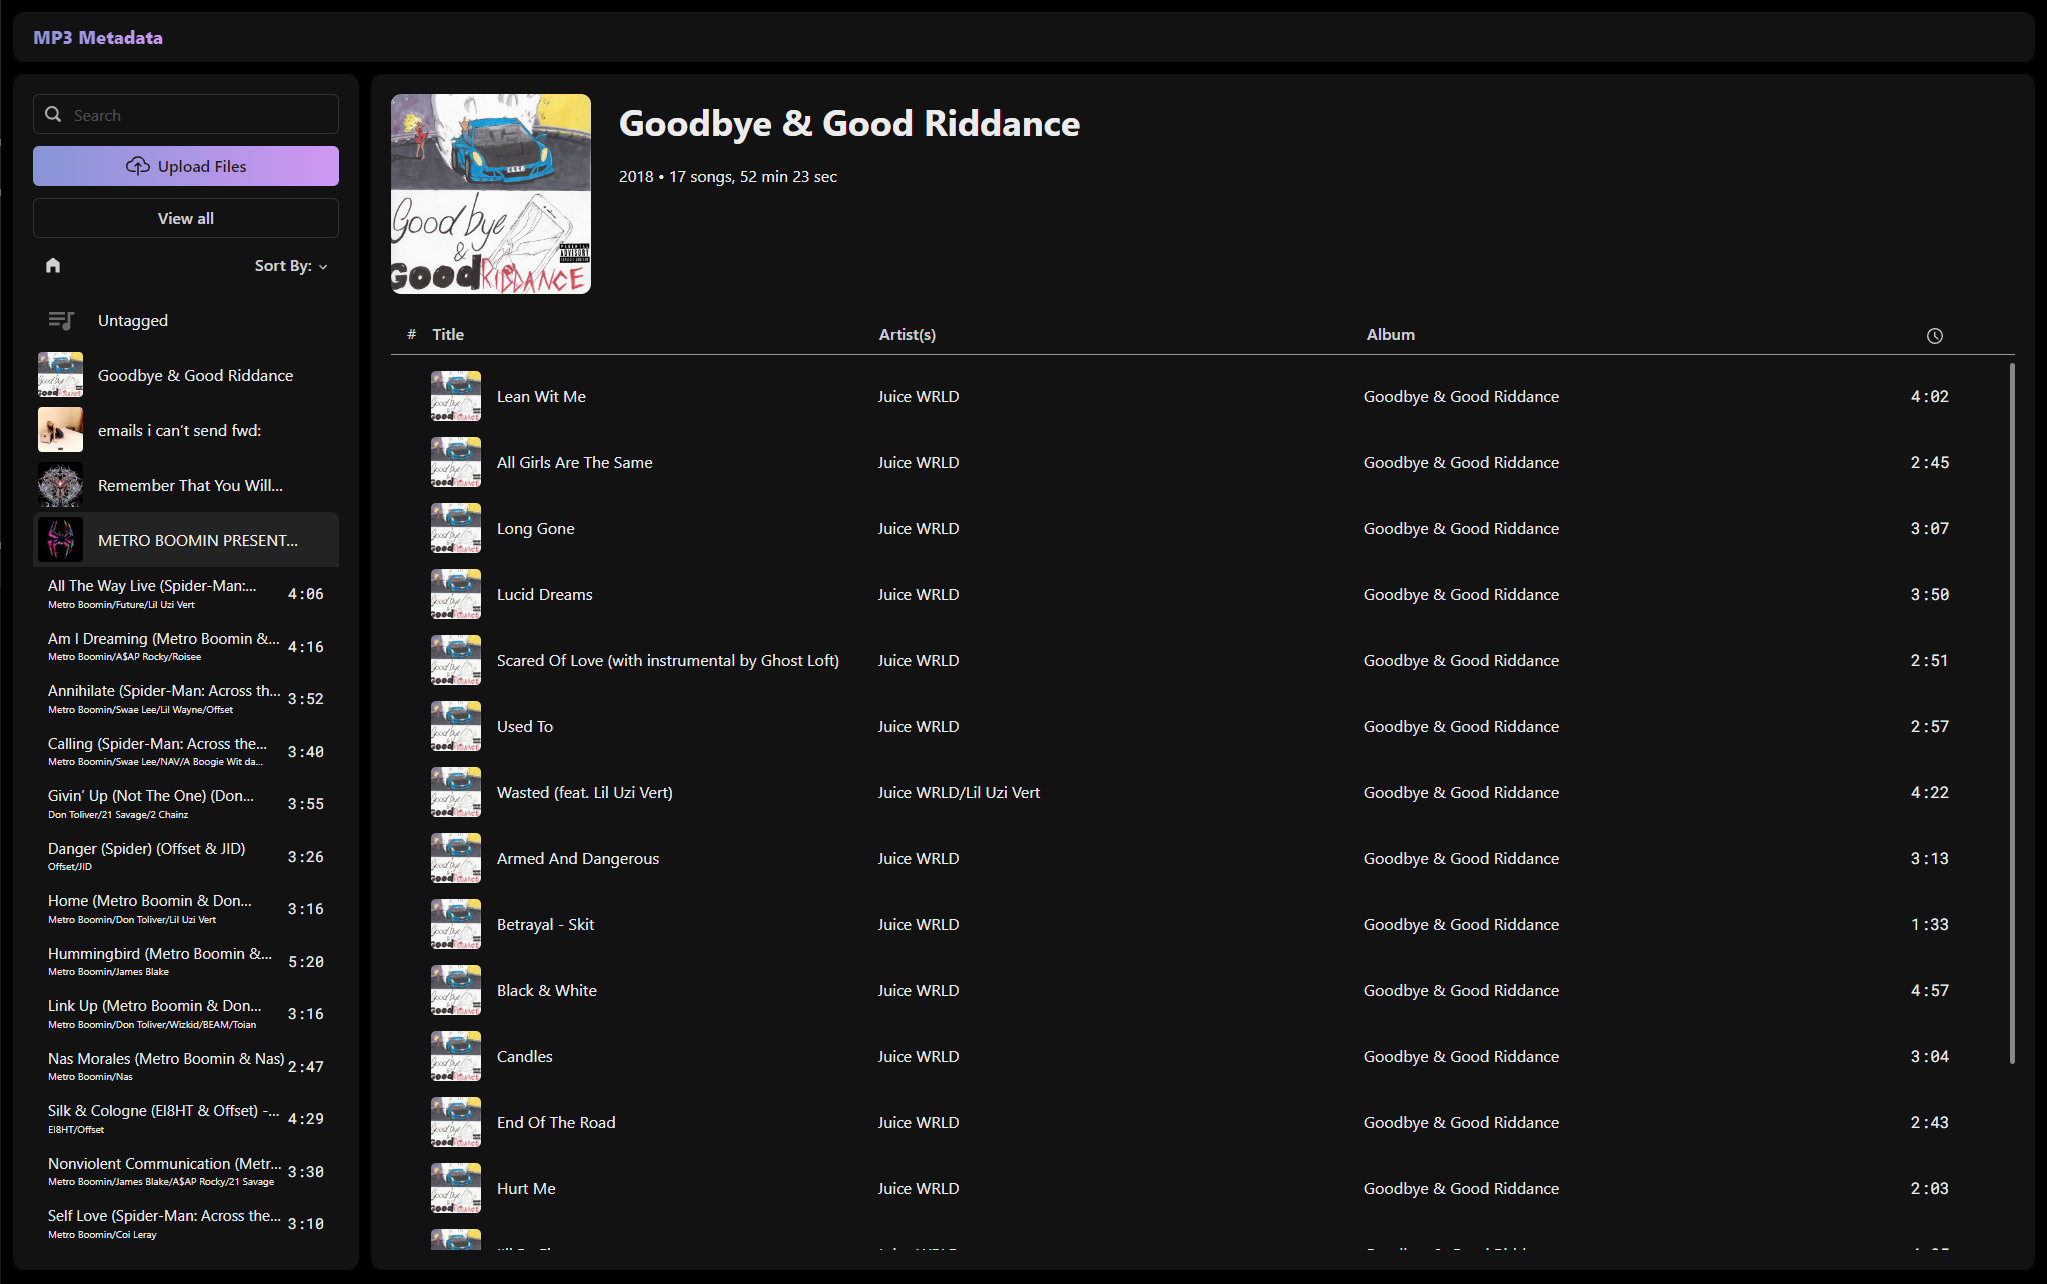 MP3 Metadata
Search
Upload Files
View all
Sort By:
Untagged
Goodbye & Good Riddance
emails i can't send fwd:
Remember That You Will...
METRO BOOMIN PRESENT...
All The Way Live (Spider-Man:...
4:06
Metro Boomin/Future/Lil Uzi Vert
Am I Dreaming (Metro Boomin &...
4:16
Metro Boomin/A$AP Rocky/Roisee
Annihilate (Spider-Man: Across th...
3:52
Metro Boomin/Swae Lee/Lil Wayne/Offset
Calling (Spider-Man: Across the...
3:40
Metro Boomin/Swae Lee/NAV/A Boogie Wit da...
Givin' Up (Not The One) (Don...
3:55
Don Toliver/21 Savage/2 Chainz
Danger (Spider) (Offset & JID)
3:26
Offset/JID
Home (Metro Boomin & Don...
3:16
Metro Boomin/Don Toliver/Lil Uzi Vert
Hummingbird (Metro Boomin &...
5:20
Metro Boomin/James Blake
Link Up (Metro Boomin & Don...
3:16
Metro Boomin/Don Toliver/Wizkid/BEAM/Toian
Nas Morales (Metro Boomin & Nas)
2:47
Metro Boomin/Nas
Silk & Cologne (EI8HT & Offset) -...
4:29
EI8HT/Offset
Nonviolent Communication (Metr...
3:30
Metro Boomin/James Blake/A$AP Rocky/21 Savage
Self Love (Spider-Man: Across the...
3:10
Metro Boomin/Coi Leray
Goodbye
&
Good RIDDANCE
PARENTAL
ADVISORY
EXPLICIT CONTENT
Goodbye & Good Riddance
2018 • 17 songs, 52 min 23 sec
# Title Artist(s) Album
Lean Wit Me Juice WRLD Goodbye & Good Riddance 4:02
All Girls Are The Same Juice WRLD Goodbye & Good Riddance 2:45
Long Gone Juice WRLD Goodbye & Good Riddance 3:07
Lucid Dreams Juice WRLD Goodbye & Good Riddance 3:50
Scared Of Love (with instrumental by Ghost Loft) Juice WRLD Goodbye & Good Riddance 2:51
Used To Juice WRLD Goodbye & Good Riddance 2:57
Wasted (feat. Lil Uzi Vert) Juice WRLD/Lil Uzi Vert Goodbye & Good Riddance 4:22
Armed And Dangerous Juice WRLD Goodbye & Good Riddance 3:13
Betrayal - Skit Juice WRLD Goodbye & Good Riddance 1:33
Black & White Juice WRLD Goodbye & Good Riddance 4:57
Candles Juice WRLD Goodbye & Good Riddance 3:04
End Of The Road Juice WRLD Goodbye & Good Riddance 2:43
Hurt Me Juice WRLD Goodbye & Good Riddance 2:03